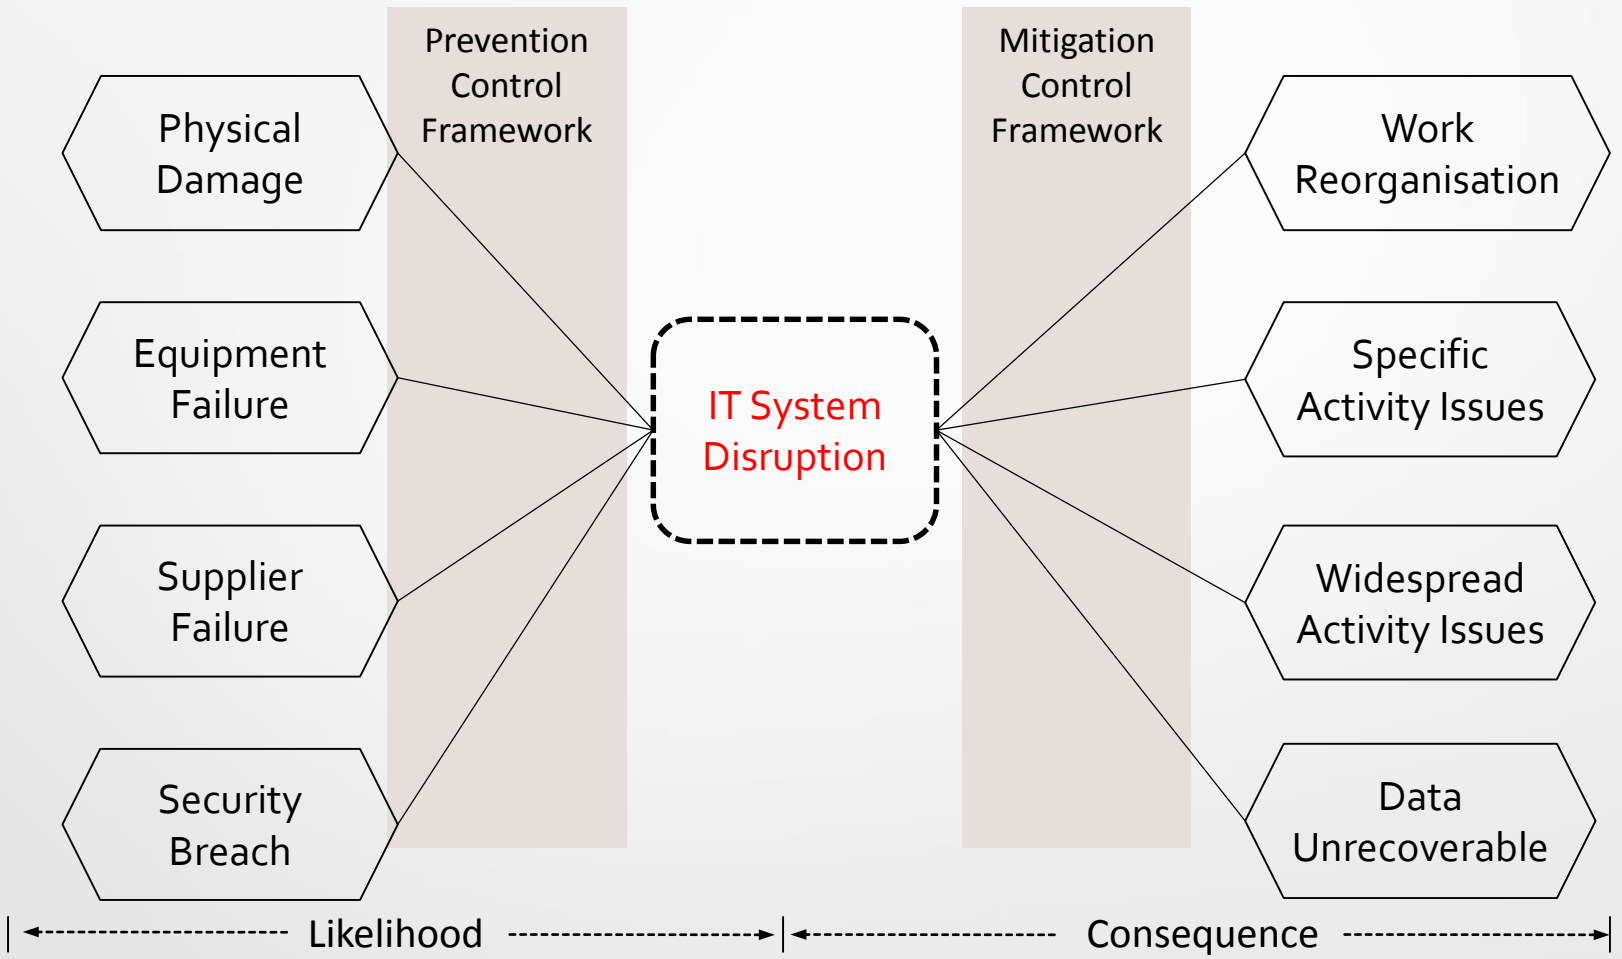 Prevention
Control
Framework
Mitigation
Control
Framework
Physical
Damage
Work
Reorganisation
Equipment
Failure
IT System
Disruption
Specific
Activity Issues
Supplier
Failure
Widespread
Activity Issues
Security
Breach
Data
Unrecoverable
Likelihood
Consequence